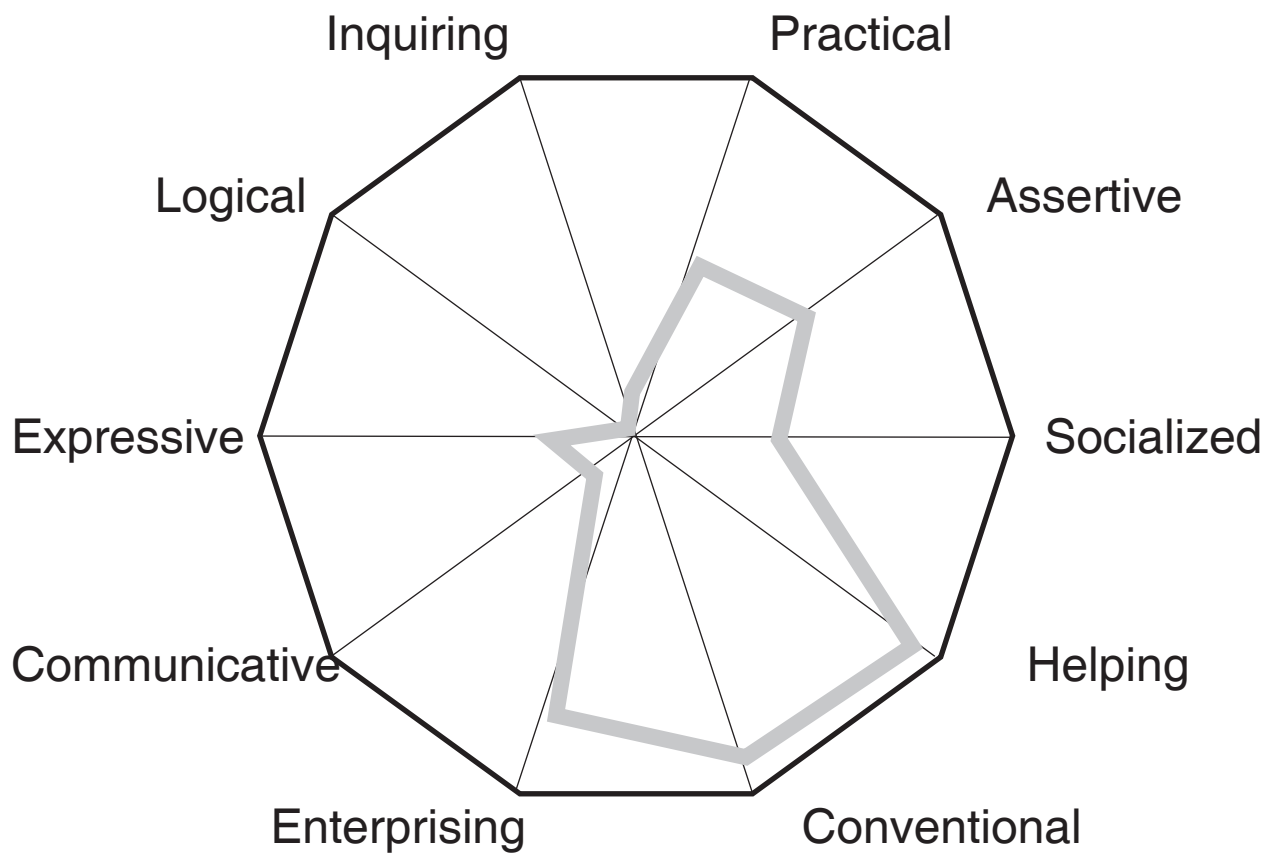 Inquiring
Practical
Logical
Assertive
Expressive
Socialized
Communicative
Helping
Enterprising
Conventional